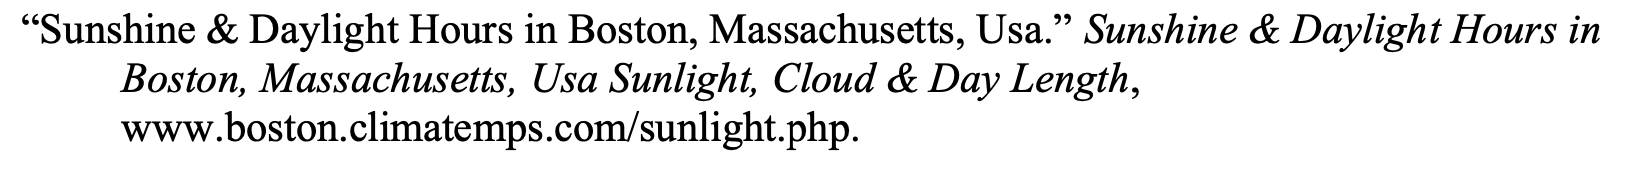 “Sunshine & Daylight Hours in Boston, Massachusetts, Usa.” Sunshine & Daylight Hours in
Boston, Massachusetts, Usa Sunlight, Cloud & Day Length,
www.boston.climatemps.com/sunlight.php.